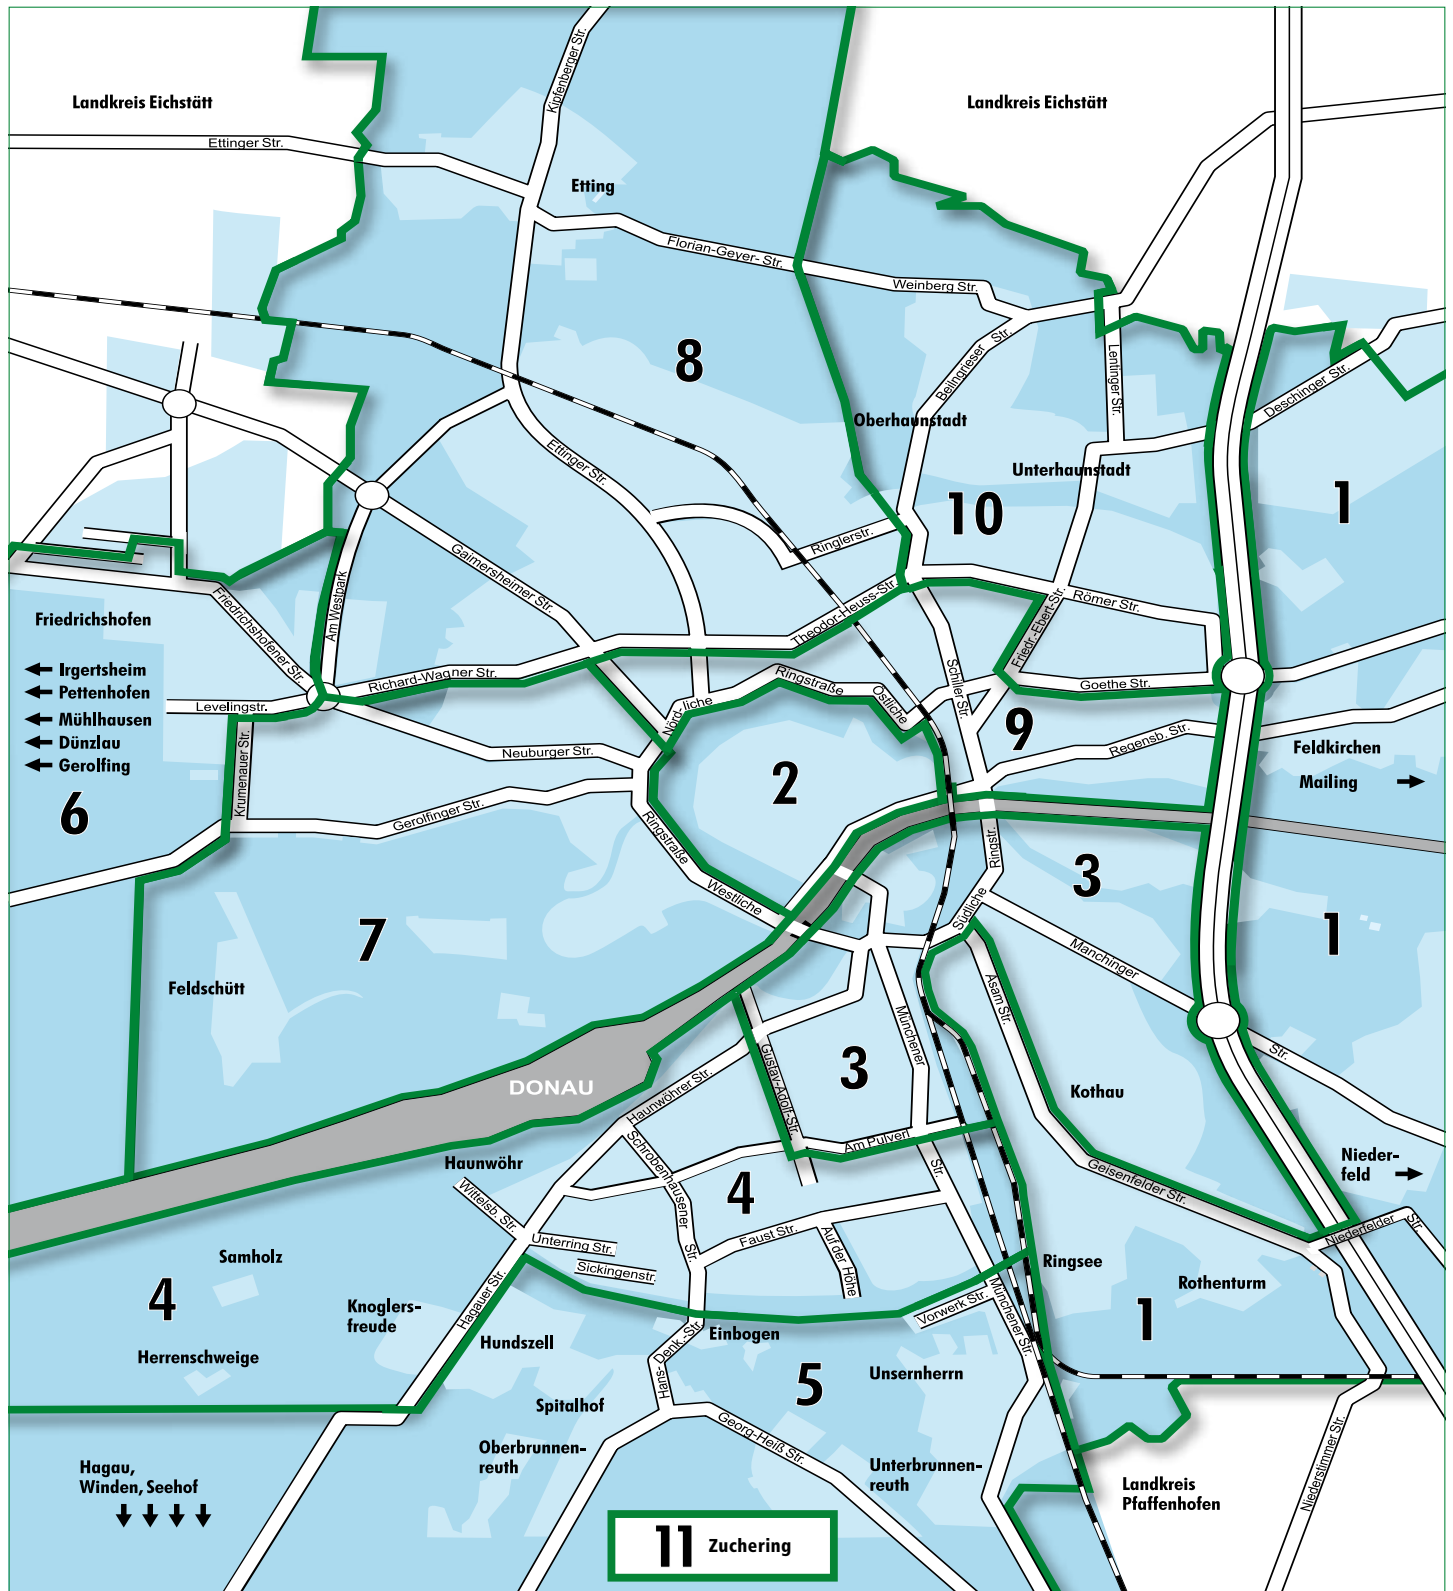 Landkreis Eichstätt
Landkreis Eichstätt
Kipfenberger Str.
Ettinger Str.
Etting
Florian-Geyer- Str.
Weinberg Str.
8
Beilngrieser Str.
Lentinger Str.
Deschinger Str.
Oberhaunstadt
Unterhaunstadt
Ettinger Str.
10
1
Ringlerstr.
Gaimersheimer Str.
Theodor-Heuss-Str.
Römer Str.
Friedr.-Ebert-Str.
Friedrichshofen
Friedrichshofener Str.
Am Westpark
Irgertsheim
Pettenhofen
Mühlhausen
Dünzlau
Gerolfing
6
Levelingstr.
Richard-Wagner Str.
Nörd- liche
Ringstraße
Östliche
Schiller Str.
Goethe Str.
9
Regensb. Str.
Feldkirchen
Mailing
Krumenauer Str.
Neuburger Str.
Gerolfinger Str.
2
Ringstraße
Westliche
Ringstr.
Südliche
3
Manchinger
Str.
1
7
Feldschütt
Asam Str.
Münchener
Str.
Gustav-Adolf-Str.
3
Kothau
DONAU
Haunwöhrer Str.
Am Pulverl
Haunwöhr
Schrobenhausener
Str.
Geisenfelder Str.
Nieder-
feld
4
Wittelsb. Str.
Unterring Str.
Sickingenstr.
Faust Str.
Auf der Höhe
Niederfelder
Str.
Samholz
4
Knoglers-
freude
Hagauer Str.
Ringsee
Rothenturm
Herrenschweige
Hundszell
Einbogen
Vorwerk Str.
Münchener Str.
1
Haus-
Denk.-Str.
5
Unsernherrn
Spitalhof
Georg-Heiß Str.
Oberbrunnen-
reuth
Unterbrunnen-
reuth
Niederstimmer Str.
Hagau,
Winden, Seehof
Landkreis
Pfaffenhofen
11 Zuchering